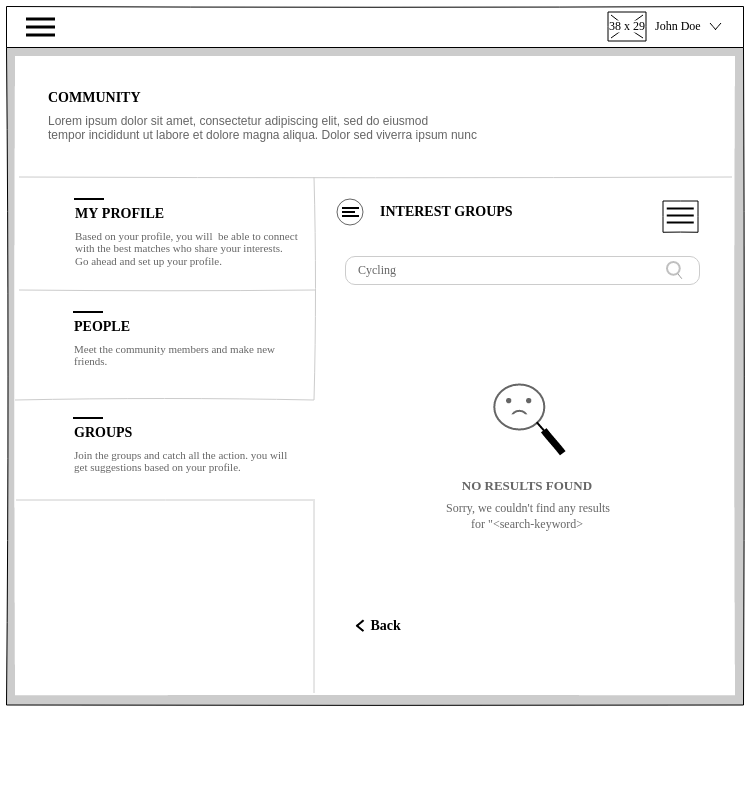 38 x 29
John Doe
COMMUNITY
Lorem ipsum dolor sit amet, consectetur adipiscing elit, sed do eiusmod
tempor incididunt ut labore et dolore magna aliqua. Dolor sed viverra ipsum nunc
MY PROFILE
Based on your profile, you will  be able to connect
with the best matches who share your interests.
Go ahead and set up your profile.
PEOPLE
Meet the community members and make new
friends.
GROUPS
Join the groups and catch all the action. you will
get suggestions based on your profile.
INTEREST GROUPS
Cycling
NO RESULTS FOUND
Sorry, we couldn't find any results
for "<search-keyword>
Back